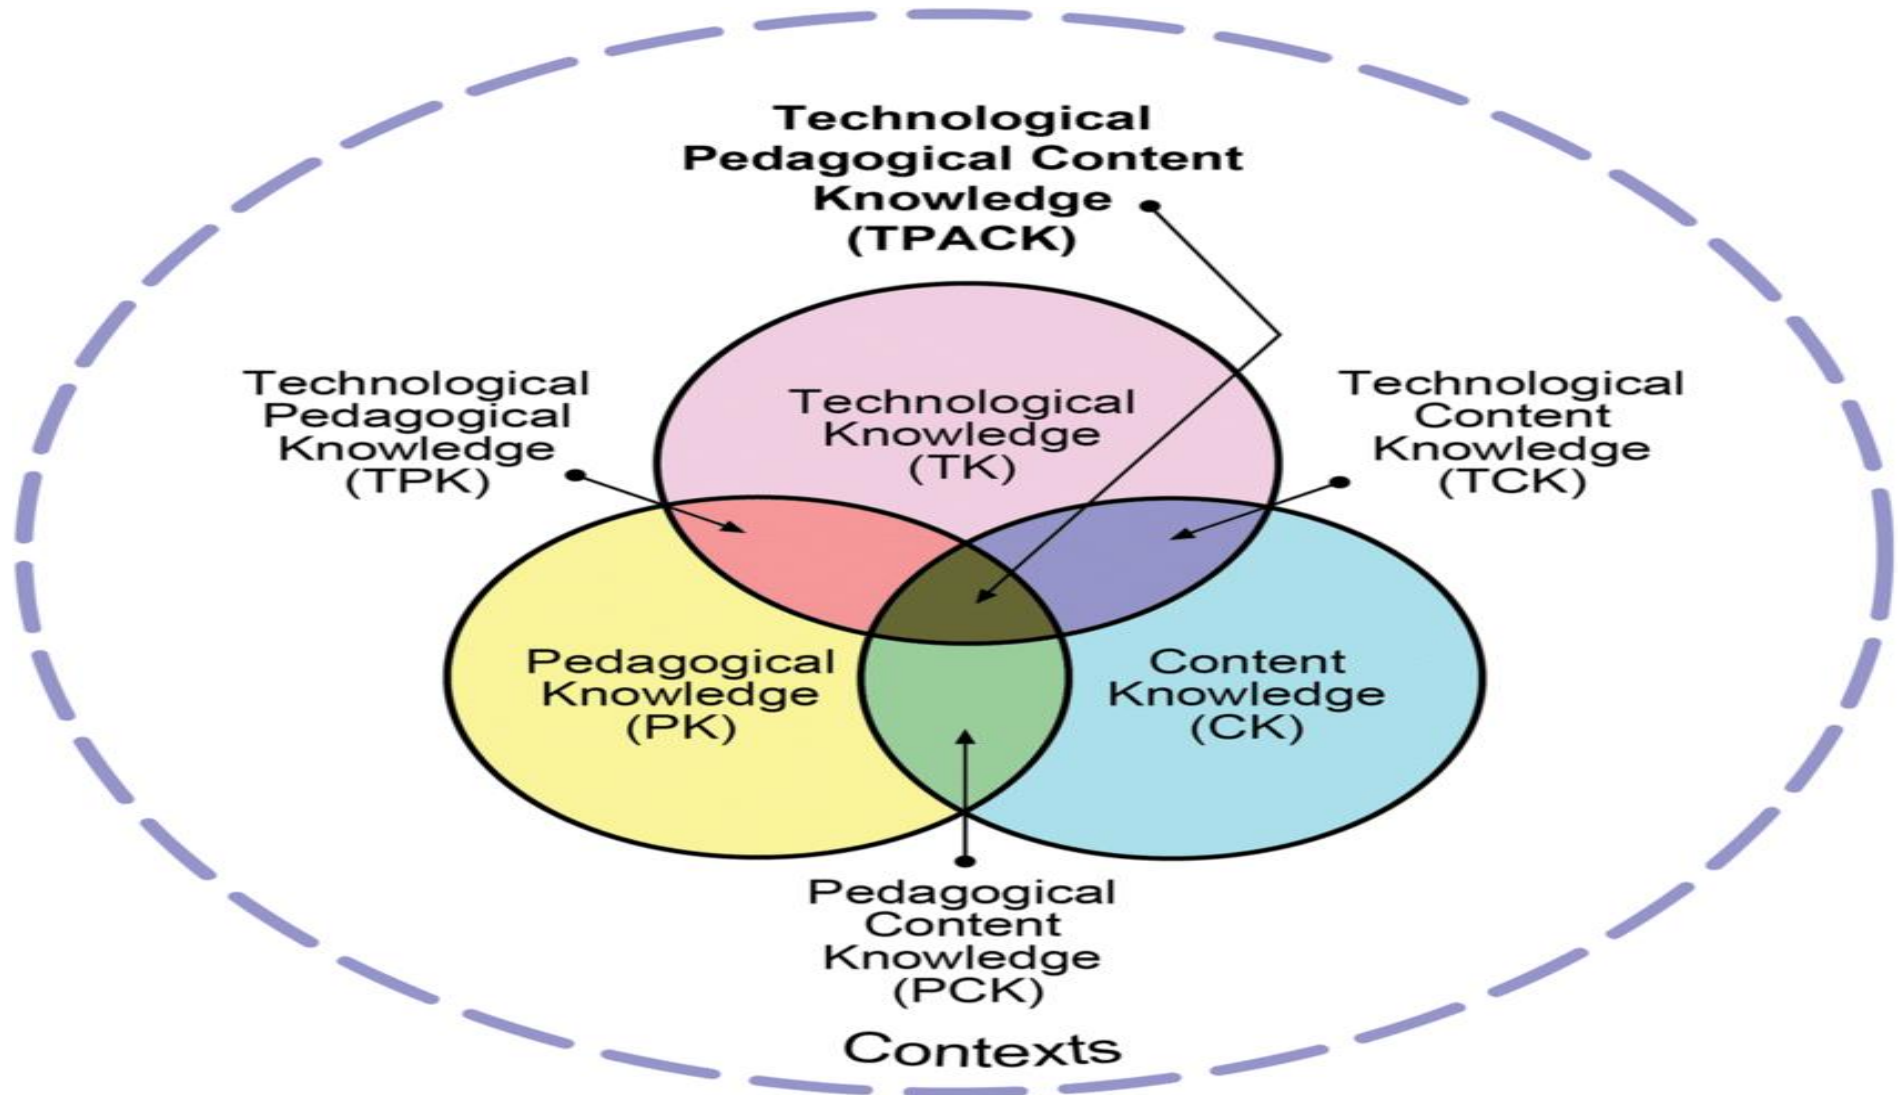 Technological
Pedagogical Content
Knowledge
(TPACK)
Technological
Pedagogical
Knowledge
(TPK)
Technological
Knowledge
(TK)
Technological
Content
Knowledge
(TCK)
Pedagogical
Knowledge
(PK)
Content
Knowledge
(CK)
Pedagogical
Content
Knowledge
(PCK)
Contexts